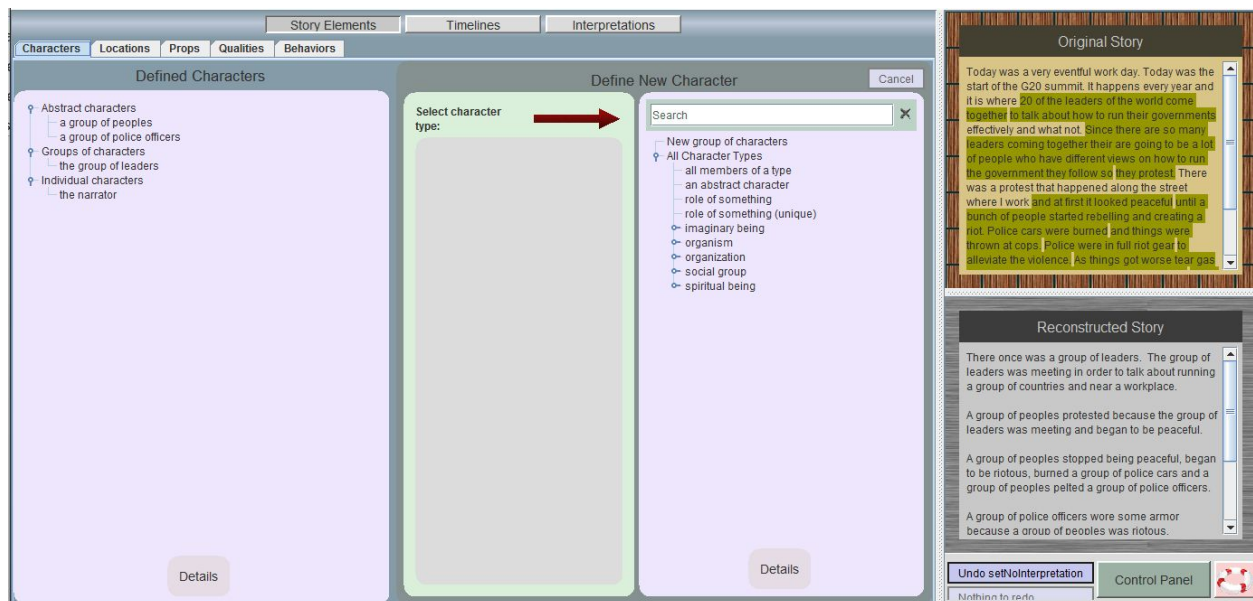 Story Elements
Timelines
Interpretations
Characters
Locations
Props
Qualities
Behaviors
Defined Characters
Abstract characters
a group of peoples
a group of police officers
Groups of characters
the group of leaders
Individual characters
the narrator
Details
Define New Character
Cancel
Select character
type:
Search
New group of characters
All Character Types
all members of a type
an abstract character
role of something
role of something (unique)
imaginary being
organism
organization
social group
spiritual being
Details
Original Story
Today was a very eventful work day. Today was the
start of the G20 summit. It happens every year and
it is where 20 of the leaders of the world come
together to talk about how to run their governments
effectively and what not. Since there are so many
leaders coming together their are going to be a lot
of people who have different views on how to run
the government they follow so they protest. There
was a protest that happened along the street
where I work and at first it looked peaceful until a
bunch of people started rebelling and creating a
riot. Police cars were burned and things were
thrown at cops. Police were in full riot gear to
alleviate the violence. As things got worse tear gas
Reconstructed Story
There once was a group of leaders. The group of
leaders was meeting in order to talk about running
a group of countries and near a workplace.
A group of peoples protested because the group of
leaders was meeting and began to be peaceful.
A group of peoples stopped being peaceful, began
to be riotous, burned a group of police cars and a
group of peoples pelted a group of police officers.
A group of police officers wore some armor
because a group of peoples was riotous.
Undo setNoInterpretation
Nothing to redo
Control Panel